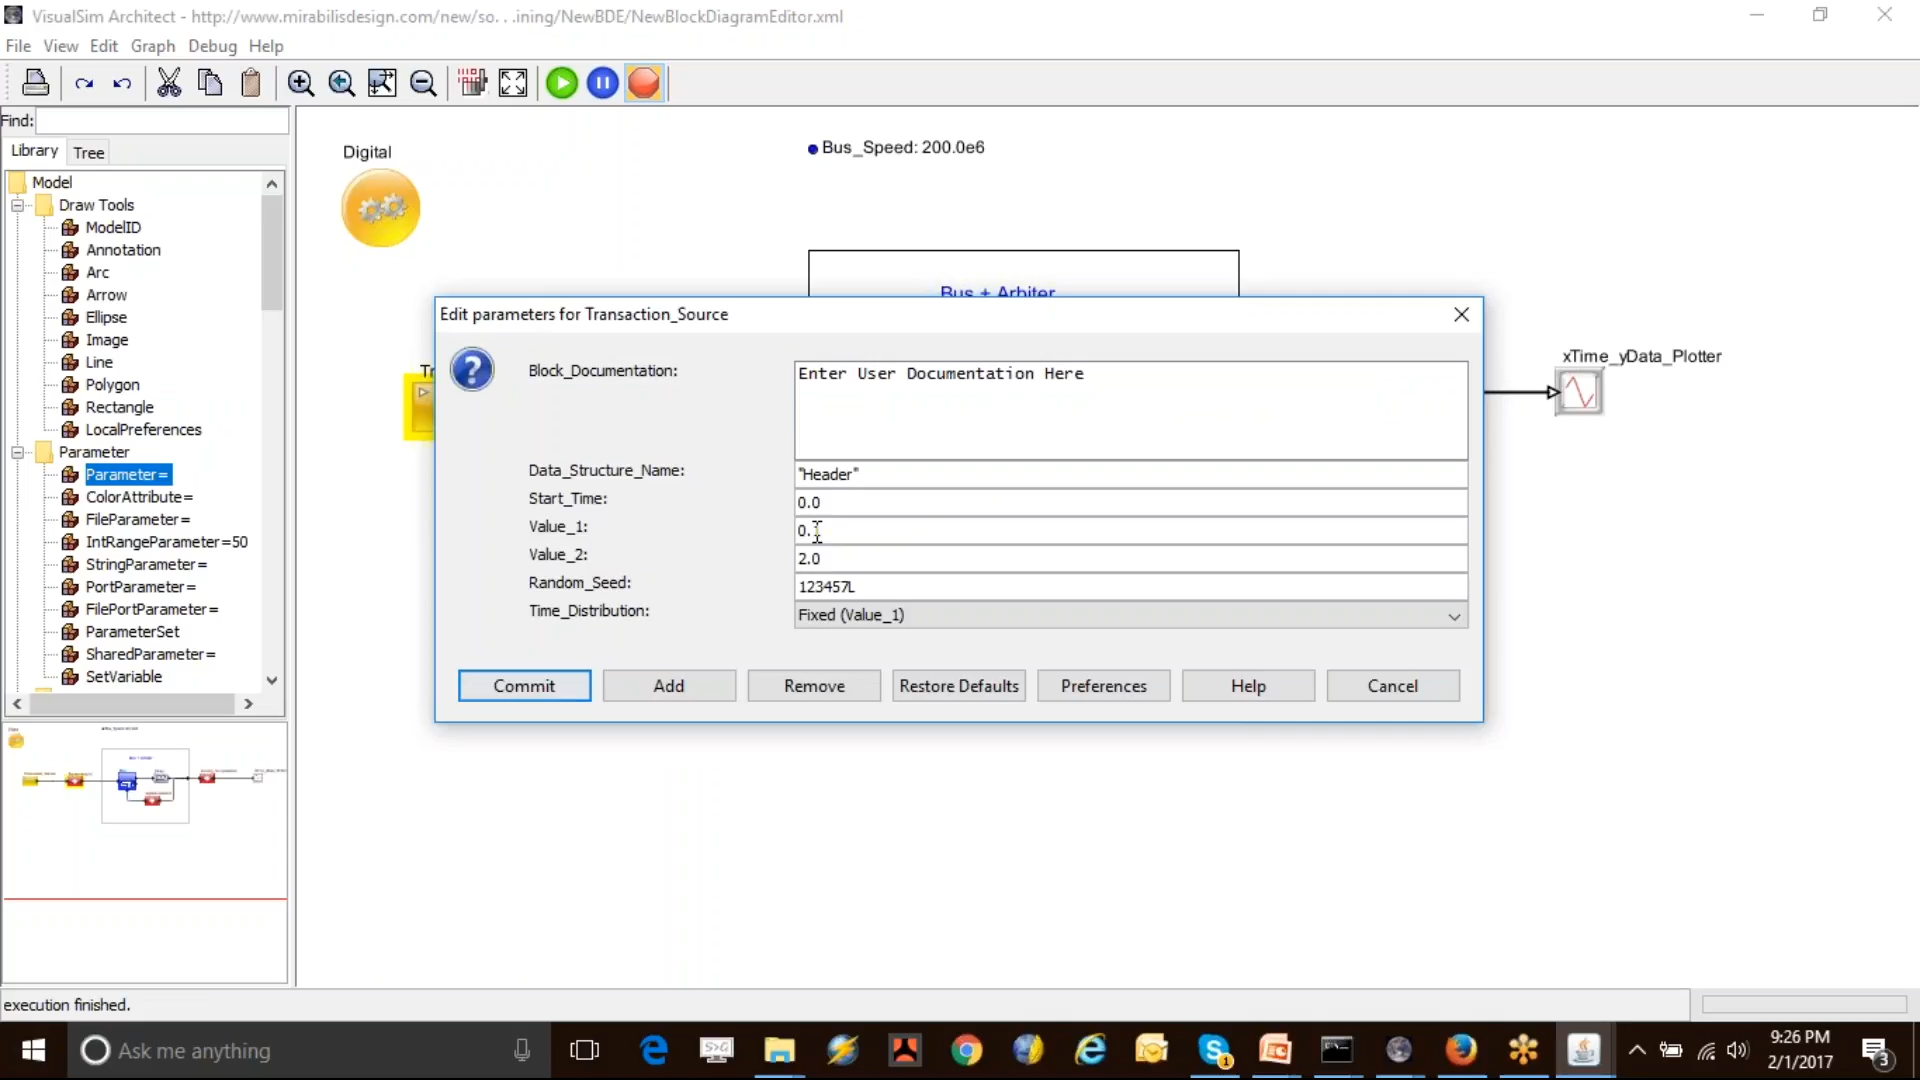 VisualSim Architect - http://www.mirabilisdesign.com/new/so. . .ining/NewBDE/NewBlockDiagramEditor.xml
File View Edit Graph Debug Help
Find:
Library Tree
Model
Draw Tools
ModelID
Annotation
Arc
Arrow
Ellipse
Image
Line
Polygon
Rectangle
LocalPreferences
Parameter
Parameter=
ColorAttribute=
FileParameter=
IntRangeParameter=50
StringParameter=
PortParameter=
FilePortParameter=
ParameterSet
SharedParameter=
SetVariable
Digital
Bus_Speed: 200.0e6
Bus + Arbiter
Tr
xTime_yData_Plotter
Edit parameters for Transaction_Source
Block_Documentation: Enter User Documentation Here
Data_Structure_Name: "Header"
Start_Time: 0.0
Value_1: 0.
Value_2: 2.0
Random_Seed: 123457L
Time_Distribution: Fixed (Value_1)
Commit Add Remove Restore Defaults Preferences Help Cancel
execution finished.
Ask me anything
9:26 PM
2/1/2017
1
3